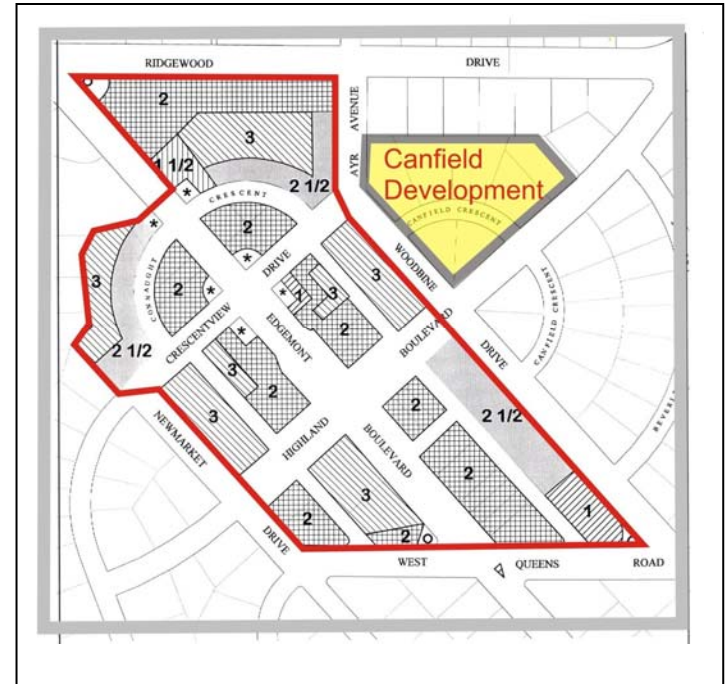 RIDGEWOOD DRIVE
AYR AVENUE
2
3
1 1/2
2 1/2
Canfield
Development
CANFIELD CRESCENT
CRESCENT
*
*
2
3
CONNAUGHT
2
*
*
DRIVE
WOODBINE
3
*
1
3
2
BOULEVARD
CANFIELD CRESCENT
CRESCENTVIEW
EDGEMONT
*
2 1/2
3
2
DRIVE
2
2 1/2
3
NEWMARKET
HIGHLAND
BOULEVARD
2
3
1
2
2
DRIVE
WEST QUEENS ROAD